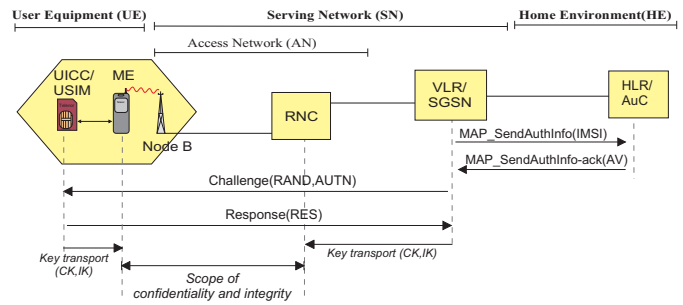 User Equipment (UE)
Serving Network (SN)
Home Environment(HE)
Access Network (AN)
UICC/
USIM
ME
Node B
RNC
VLR/
SGSN
HLR/
AuC
MAP_SendAuthInfo(IMSI)
MAP_SendAuthInfo-ack(AV)
Challenge(RAND,AUTN)
Response(RES)
Key transport
(CK,IK)
Key transport (CK,IK)
Scope of
confidentiality and integrity